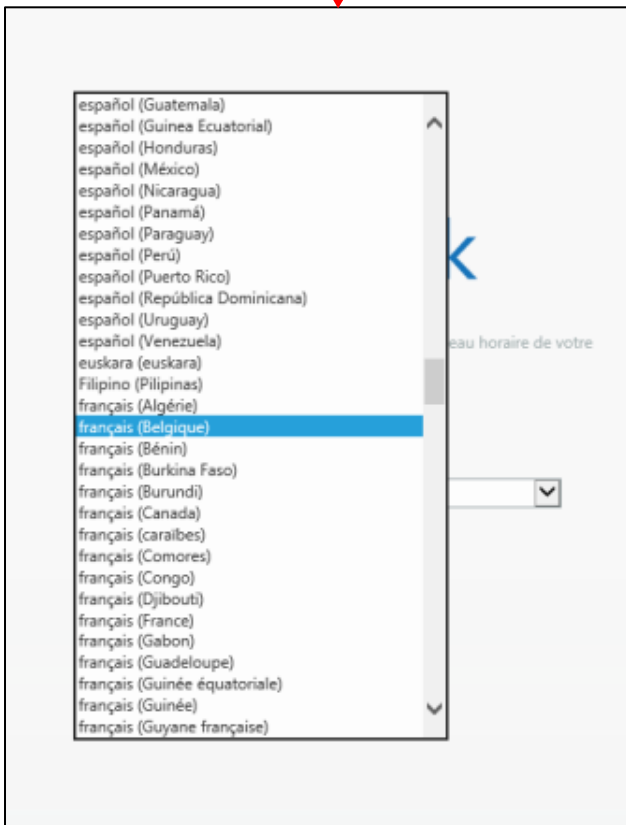 español (Guatemala)
español (Guinea Ecuatorial)
español (Honduras)
español (México)
español (Nicaragua)
español (Panamá)
español (Paraguay)
español (Perú)
español (Puerto Rico)
español (República Dominicana)
español (Uruguay)
español (Venezuela)
euskara (euskara)
Filipino (Pilipinas)
français (Algérie)
français (Belgique)
français (Bénin)
français (Burkina Faso)
français (Burundi)
français (Canada)
français (caraïbes)
français (Comores)
français (Congo)
français (Djibouti)
français (France)
français (Gabon)
français (Guadeloupe)
français (Guinée équatoriale)
français (Guinée)
français (Guyane française)
k
eau horaire de votre